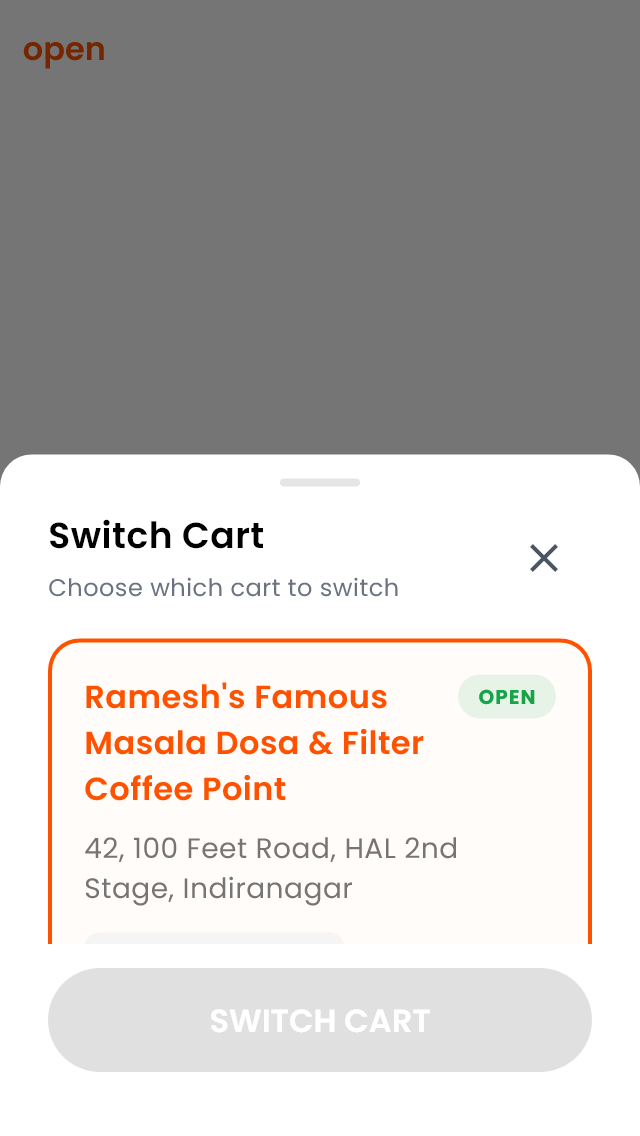 open
Switch Cart
Choose which cart to switch
Ramesh's Famous
OPEN
Masala Dosa & Filter
Coffee Point
42, 100 Feet Road, HAL 2nd
Stage, Indiranagar
SWITCH CART